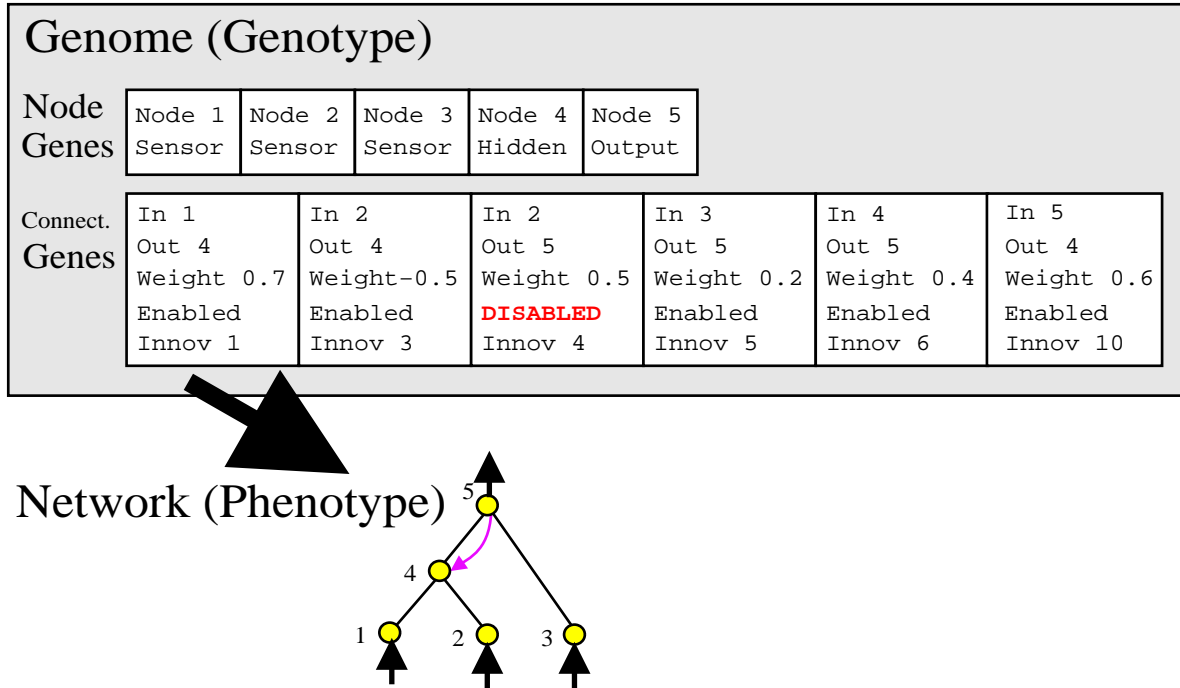 Genome (Genotype)
Node Genes
Node 1 Node 2 Node 3 Node 4 Node 5
Sensor Sensor Sensor Hidden Output
Connect. Genes
In 1 In 2 In 2 In 3 In 4 In 5
Out 4 Out 4 Out 5 Out 5 Out 5 Out 4
Weight 0.7 Weight-0.5 Weight 0.5 Weight 0.2 Weight 0.4 Weight 0.6
Enabled Enabled DISABLED Enabled Enabled Enabled
Innov 1 Innov 3 Innov 4 Innov 5 Innov 6 Innov 10
Network (Phenotype)
5
4
1 2 3